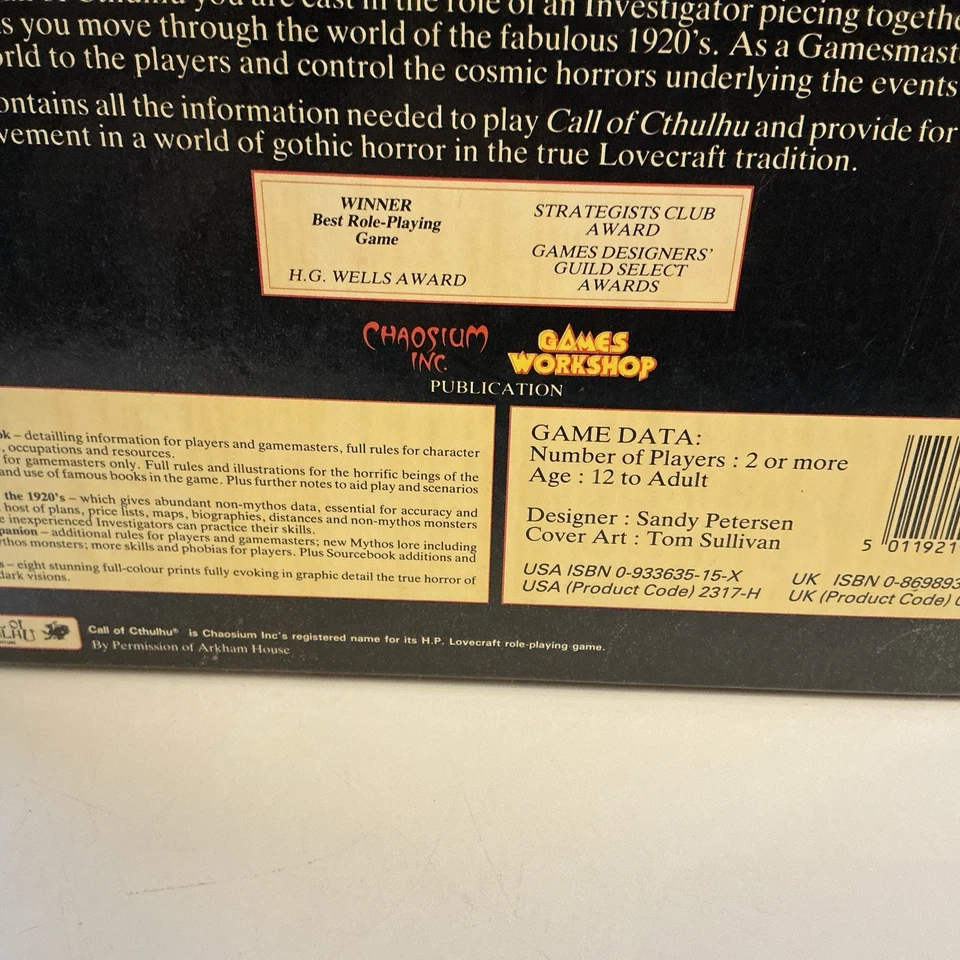 you are cast in the role of an Investigator piecing
s you move through the world of the fabulous 1920's. As a
to the players and control the cosmic horrors underlying the events
all the information needed to play Call of Cthulhu and provide for
in a world of gothic horror in the true Lovecraft tradition.
WINNER
Best Role-Playing
Game
H.G. WELLS AWARD
STRATEGISTS CLUB
AWARD
GAMES DESIGNERS'
GUILD SELECT
AWARDS
CHAOSIUM
INC.
GAMES
WORKSHOP
PUBLICATION
– detailling information for players and gamemasters, full rules for character
, occupations and resources.
for gamemasters only. Full rules and illustrations for the horrific beings of the
and use of famous books in the game. Plus further notes to aid play and scenarios
the 1920's – which gives abundant non-mythos data, essential for accuracy and
host of plans, price lists, maps, biographies, distances and non-mythos monsters
inexperienced Investigators can practice their skills.
panion – additional rules for players and gamemasters; new Mythos lore including
thos monsters; more skills and phobias for players. Plus Sourcebook additions and
s – eight stunning full-colour prints fully evoking in graphic detail the true horror of
dark visions.
GAME DATA:
Number of Players : 2 or more
Age : 12 to Adult
Designer : Sandy Petersen
Cover Art : Tom Sullivan
USA ISBN 0-933635-15-X
USA (Product Code) 2317-H
UK ISBN 0-869893
UK (Product Code)
5 011921
OF
Call of Cthulhu® is Chaosium Inc's registered name for its H.P. Lovecraft role-playing game.
By Permission of Arkham House